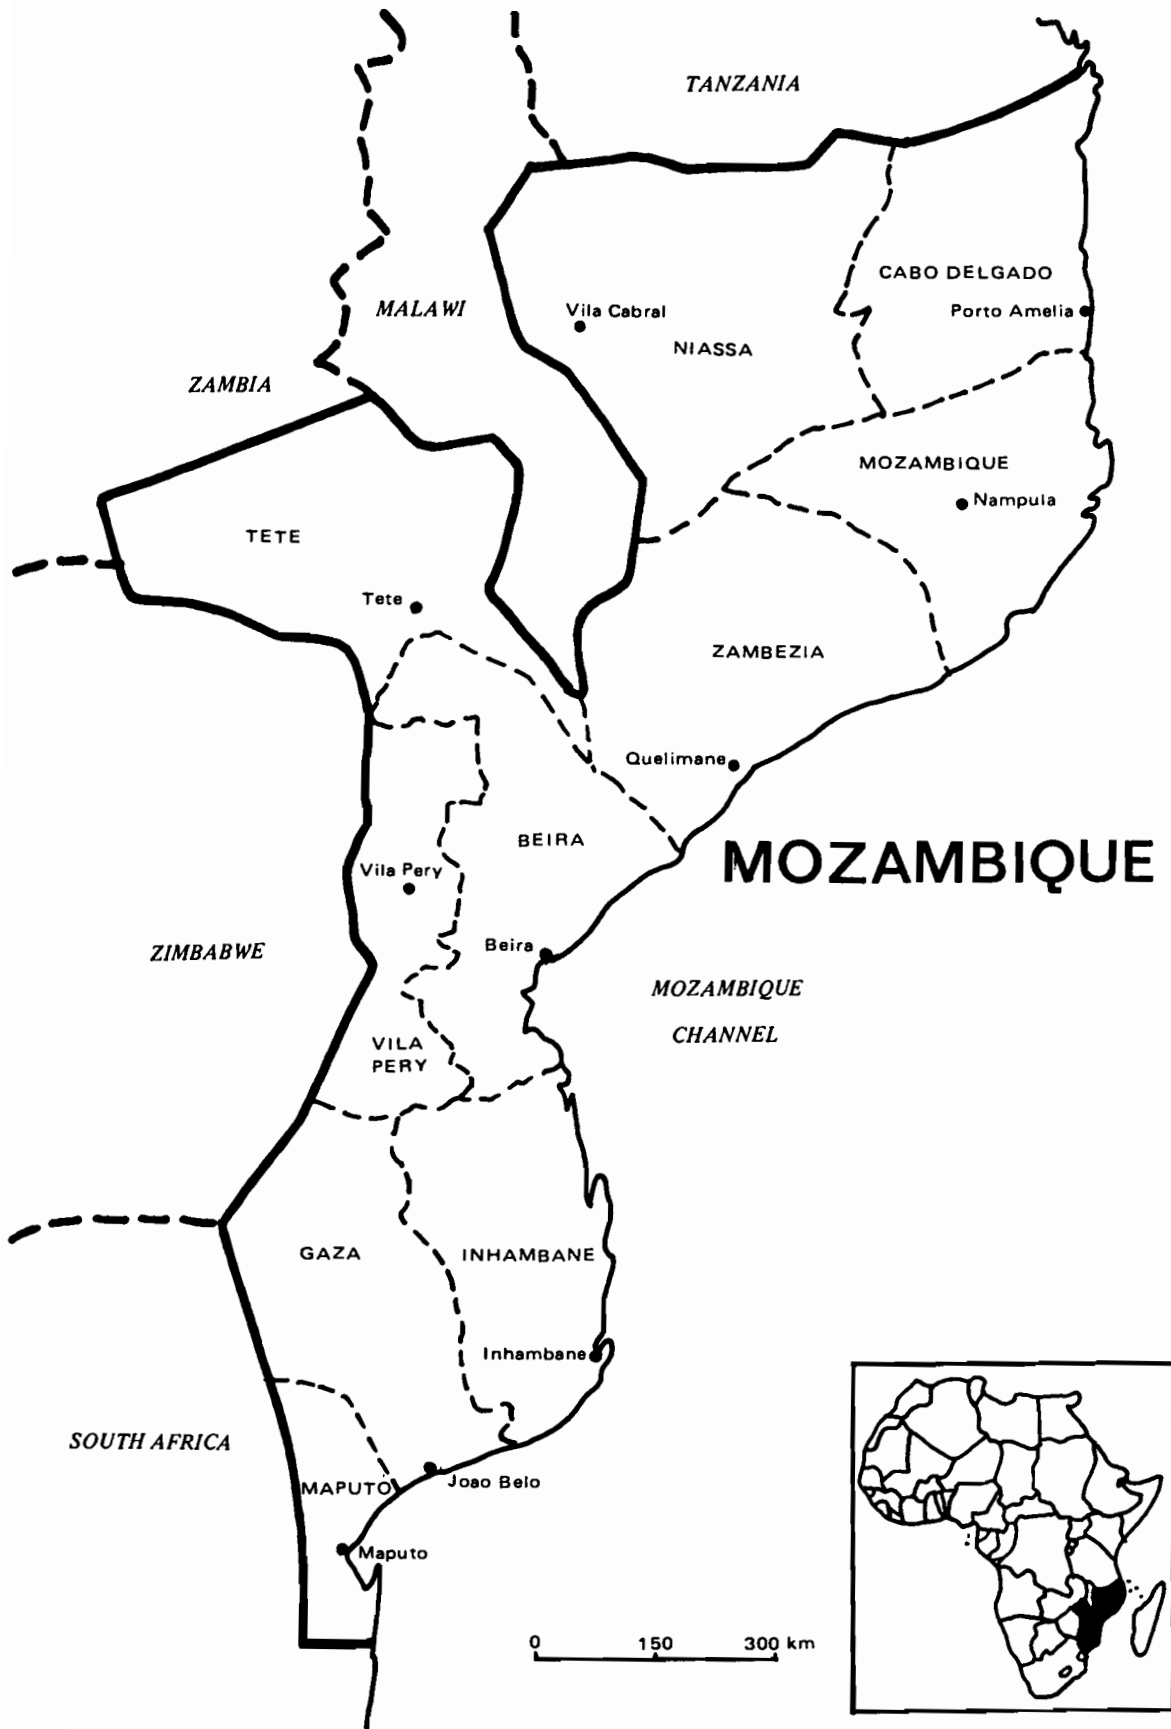 TANZANIA
CABO DELGADO
MALAWI
Vila Cabral
Porto Amelia
NIASSA
ZAMBIA
MOZAMBIQUE
Nampula
TETE
Tete
ZAMBEZIA
Quelimane
BEIRA
MOZAMBIQUE
Vila Pery
Beira
ZIMBABWE
MOZAMBIQUE
CHANNEL
VILA
PERY
GAZA
INHAMBANE
Inhambane
SOUTH AFRICA
Joao Belo
MAPUTO
Maputo
0 150 300 km